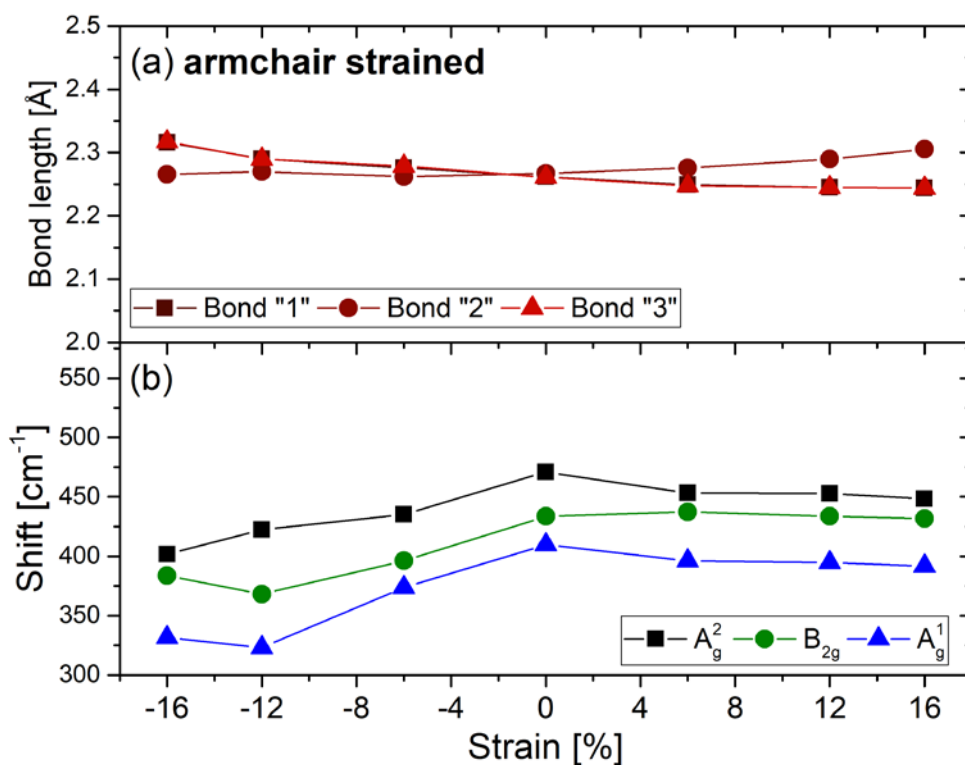 (a) armchair strained
Bond length [Å]
2.5
2.4
2.3
2.2
2.1
2.0
Bond "1" Bond "2" Bond "3"
(b)
Shift [cm⁻¹]
550
500
450
400
350
300
A²g B₂g A¹g
-16 -12 -8 -4 0 4 8 12 16
Strain [%]